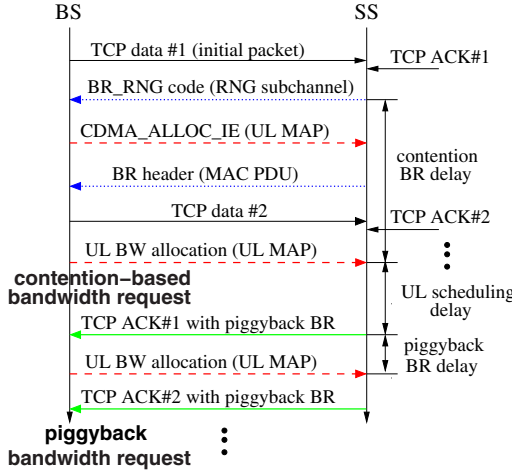 BS
SS
TCP data #1 (initial packet)
TCP ACK#1
BR_RNG code (RNG subchannel)
CDMA_ALLOC_IE (UL MAP)
contention
BR delay
BR header (MAC PDU)
TCP data #2
TCP ACK#2
UL BW allocation (UL MAP)
contention-based
bandwidth request
UL scheduling
delay
TCP ACK#1 with piggyback BR
piggyback
BR delay
UL BW allocation (UL MAP)
TCP ACK#2 with piggyback BR
piggyback
bandwidth request